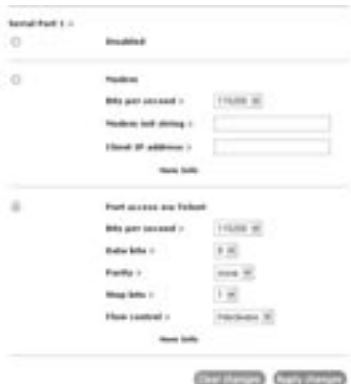 Serial Port 1 :
Disabled
Modem
Bits per second : 115200
Modem init string :
Client IP address :
More Info
Port access via Telnet
Bits per second : 115200
Data bits : 8
Parity : none
Stop bits : 1
Flow control : Hardware
More Info
Clear changes Apply changes